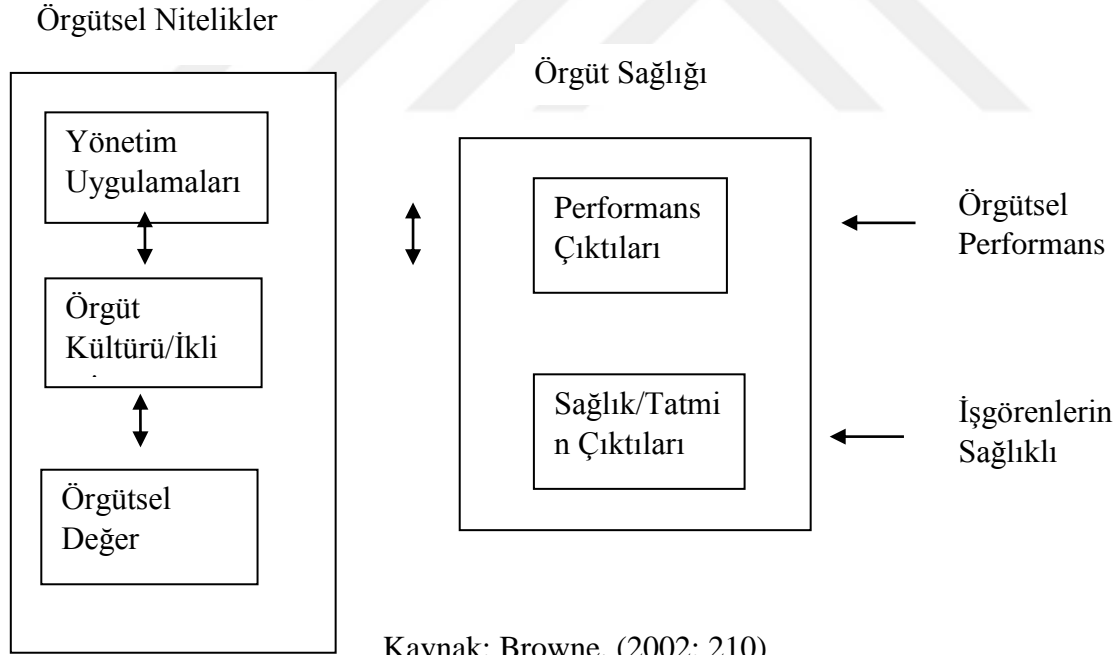 Örgütsel Nitelikler
Yönetim
Uygulamaları
Örgüt
Kültürü/İkli
Örgütsel
Değer
Örgüt Sağlığı
Performans
Çıktıları
Sağlık/Tatmi
n Çıktıları
Örgütsel
Performans
İşgörenlerin
Sağlıklı
Kaynak: Browne, (2002: 210)